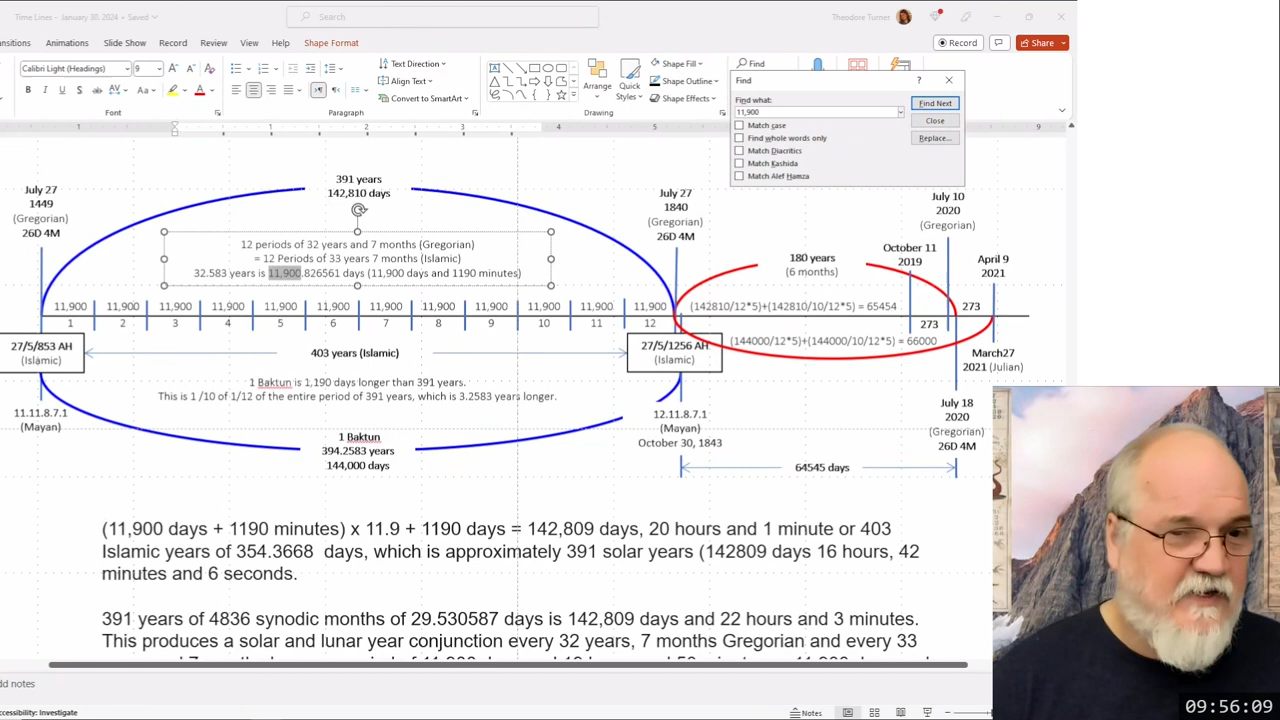 Time Lines - January 30, 2024 • Saved
Search
Theodore Turner
Animations
Slide Show
Record
Review
View
Help
Shape Format
Record
Share
Calibri Light (Headings)
9
Text Direction
Align Text
Convert to SmartArt
Arrange
Quick
Styles
Shape Fill
Shape Outline
Shape Effects
Find
Font
Paragraph
Drawing
Find
?
Find what:
11,900
Match case
Find whole words only
Match Diacritics
Match Kashida
Match Alef Hamza
Find Next
Close
Replace...
1
1
2
4
5
9
July 27
1449
(Gregorian)
26D 4M
391 years
142,810 days
12 periods of 32 years and 7 months (Gregorian)
= 12 Periods of 33 years 7 months (Islamic)
32.583 years is 11,900.826561 days (11,900 days and 1190 minutes)
July 27
1840
(Gregorian)
26D 4M
180 years
(6 months)
October 11
2019
July 10
2020
(Gregorian)
April 9
2021
11,900 11,900 11,900 11,900 11,900 11,900 11,900 11,900 11,900 11,900 11,900 11,900
1 2 3 4 5 6 7 8 9 10 11 12
(142810/12*5)+(142810/10/12*5) = 65454
273
273
(144000/12*5)+(144000/10/12*5) = 66000
27/5/853 AH
(Islamic)
403 years (Islamic)
27/5/1256 AH
(Islamic)
March27
2021 (Julian)
1 Baktun is 1,190 days longer than 391 years.
This is 1 /10 of 1/12 of the entire period of 391 years, which is 3.2583 years longer.
11.11.8.7.1
(Mayan)
12.11.8.7.1
(Mayan)
October 30, 1843
July 18
2020
(Gregorian)
26D 4M
1 Baktun
394.2583 years
144,000 days
64545 days
(11,900 days + 1190 minutes) x 11.9 + 1190 days = 142,809 days, 20 hours and 1 minute or 403
Islamic years of 354.3668 days, which is approximately 391 solar years (142809 days 16 hours, 42
minutes and 6 seconds.
391 years of 4836 synodic months of 29.530587 days is 142,809 days and 22 hours and 3 minutes.
This produces a solar and lunar year conjunction every 32 years, 7 months Gregorian and every 33
Accessibility: Investigate
Notes
09:56:09